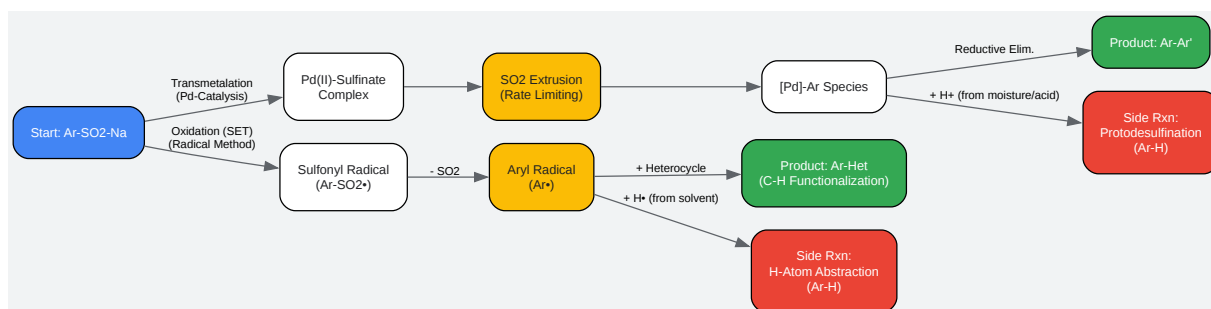 Start: Ar-SO2-Na
Transmetalation
(Pd-Catalysis)
Oxidation (SET)
(Radical Method)
Pd(II)-Sulfinate
Complex
Sulfonyl Radical
(Ar-SO2•)
- SO2
SO2 Extrusion
(Rate Limiting)
Aryl Radical
(Ar•)
+ Heterocycle
+ H• (from solvent)
[Pd]-Ar Species
Product: Ar-Het
(C-H Functionalization)
Side Rxn:
H-Atom Abstraction
(Ar-H)
Reductive Elim.
+ H+ (from moisture/acid)
Product: Ar-Ar'
Side Rxn:
Protodesulfination
(Ar-H)